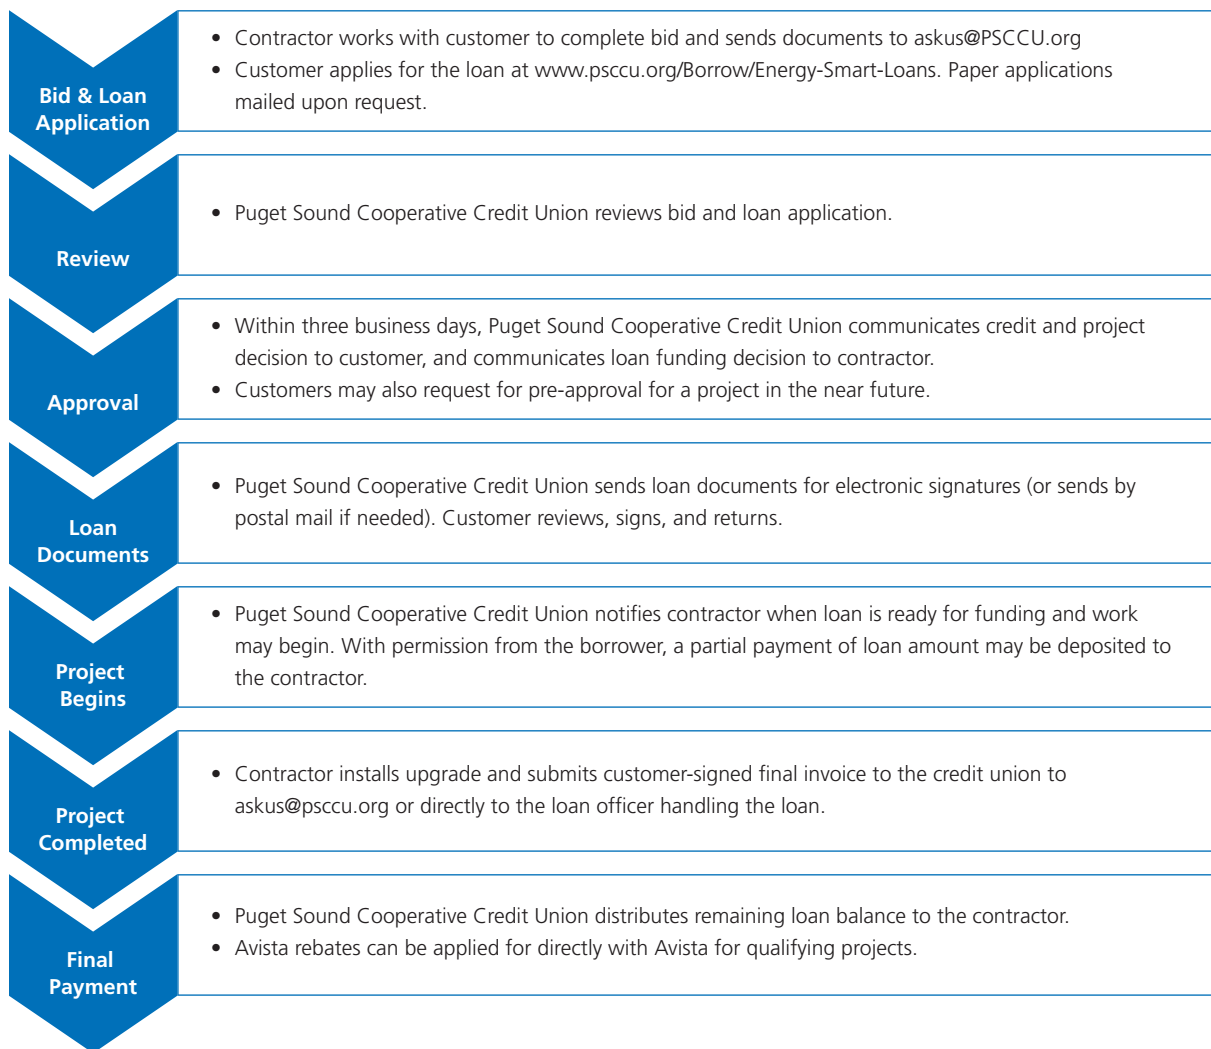 Bid & Loan
Application
• Contractor works with customer to complete bid and sends documents to askus@PSCCU.org
• Customer applies for the loan at www.psccu.org/Borrow/Energy-Smart-Loans. Paper applications
mailed upon request.
Review
• Puget Sound Cooperative Credit Union reviews bid and loan application.
Approval
• Within three business days, Puget Sound Cooperative Credit Union communicates credit and project
decision to customer, and communicates loan funding decision to contractor.
• Customers may also request for pre-approval for a project in the near future.
Loan
Documents
• Puget Sound Cooperative Credit Union sends loan documents for electronic signatures (or sends by
postal mail if needed). Customer reviews, signs, and returns.
Project
Begins
• Puget Sound Cooperative Credit Union notifies contractor when loan is ready for funding and work
may begin. With permission from the borrower, a partial payment of loan amount may be deposited to
the contractor.
Project
Completed
• Contractor installs upgrade and submits customer-signed final invoice to the credit union to
askus@psccu.org or directly to the loan officer handling the loan.
Final
Payment
• Puget Sound Cooperative Credit Union distributes remaining loan balance to the contractor.
• Avista rebates can be applied for directly with Avista for qualifying projects.